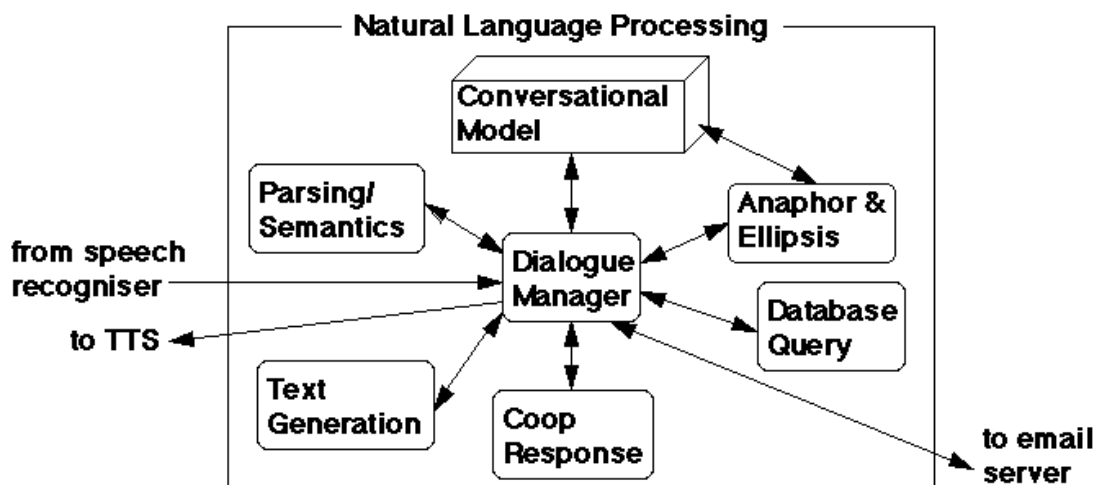 Natural Language Processing
Conversational
Model
Parsing/
Semantics
Anaphor &
Ellipsis
from speech
recogniser
Dialogue
Manager
to TTS
Database
Query
Text
Generation
Coop
Response
to email
server